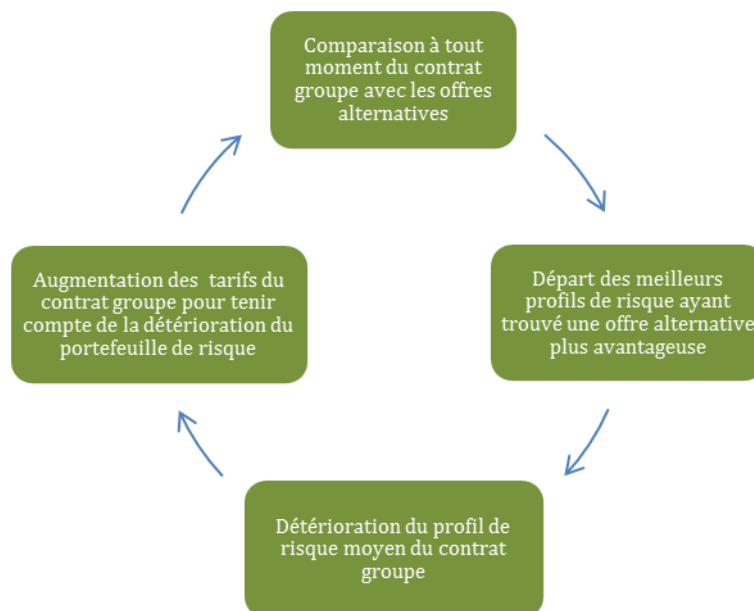 Comparaison à tout
moment du contrat
groupe avec les offres
alternatives
Départ des meilleurs
profils de risque ayant
trouvé une offre alternative
plus avantageuse
Détérioration du profil de
risque moyen du contrat
groupe
Augmentation des tarifs du
contrat groupe pour tenir
compte de la détérioration du
portefeuille de risque